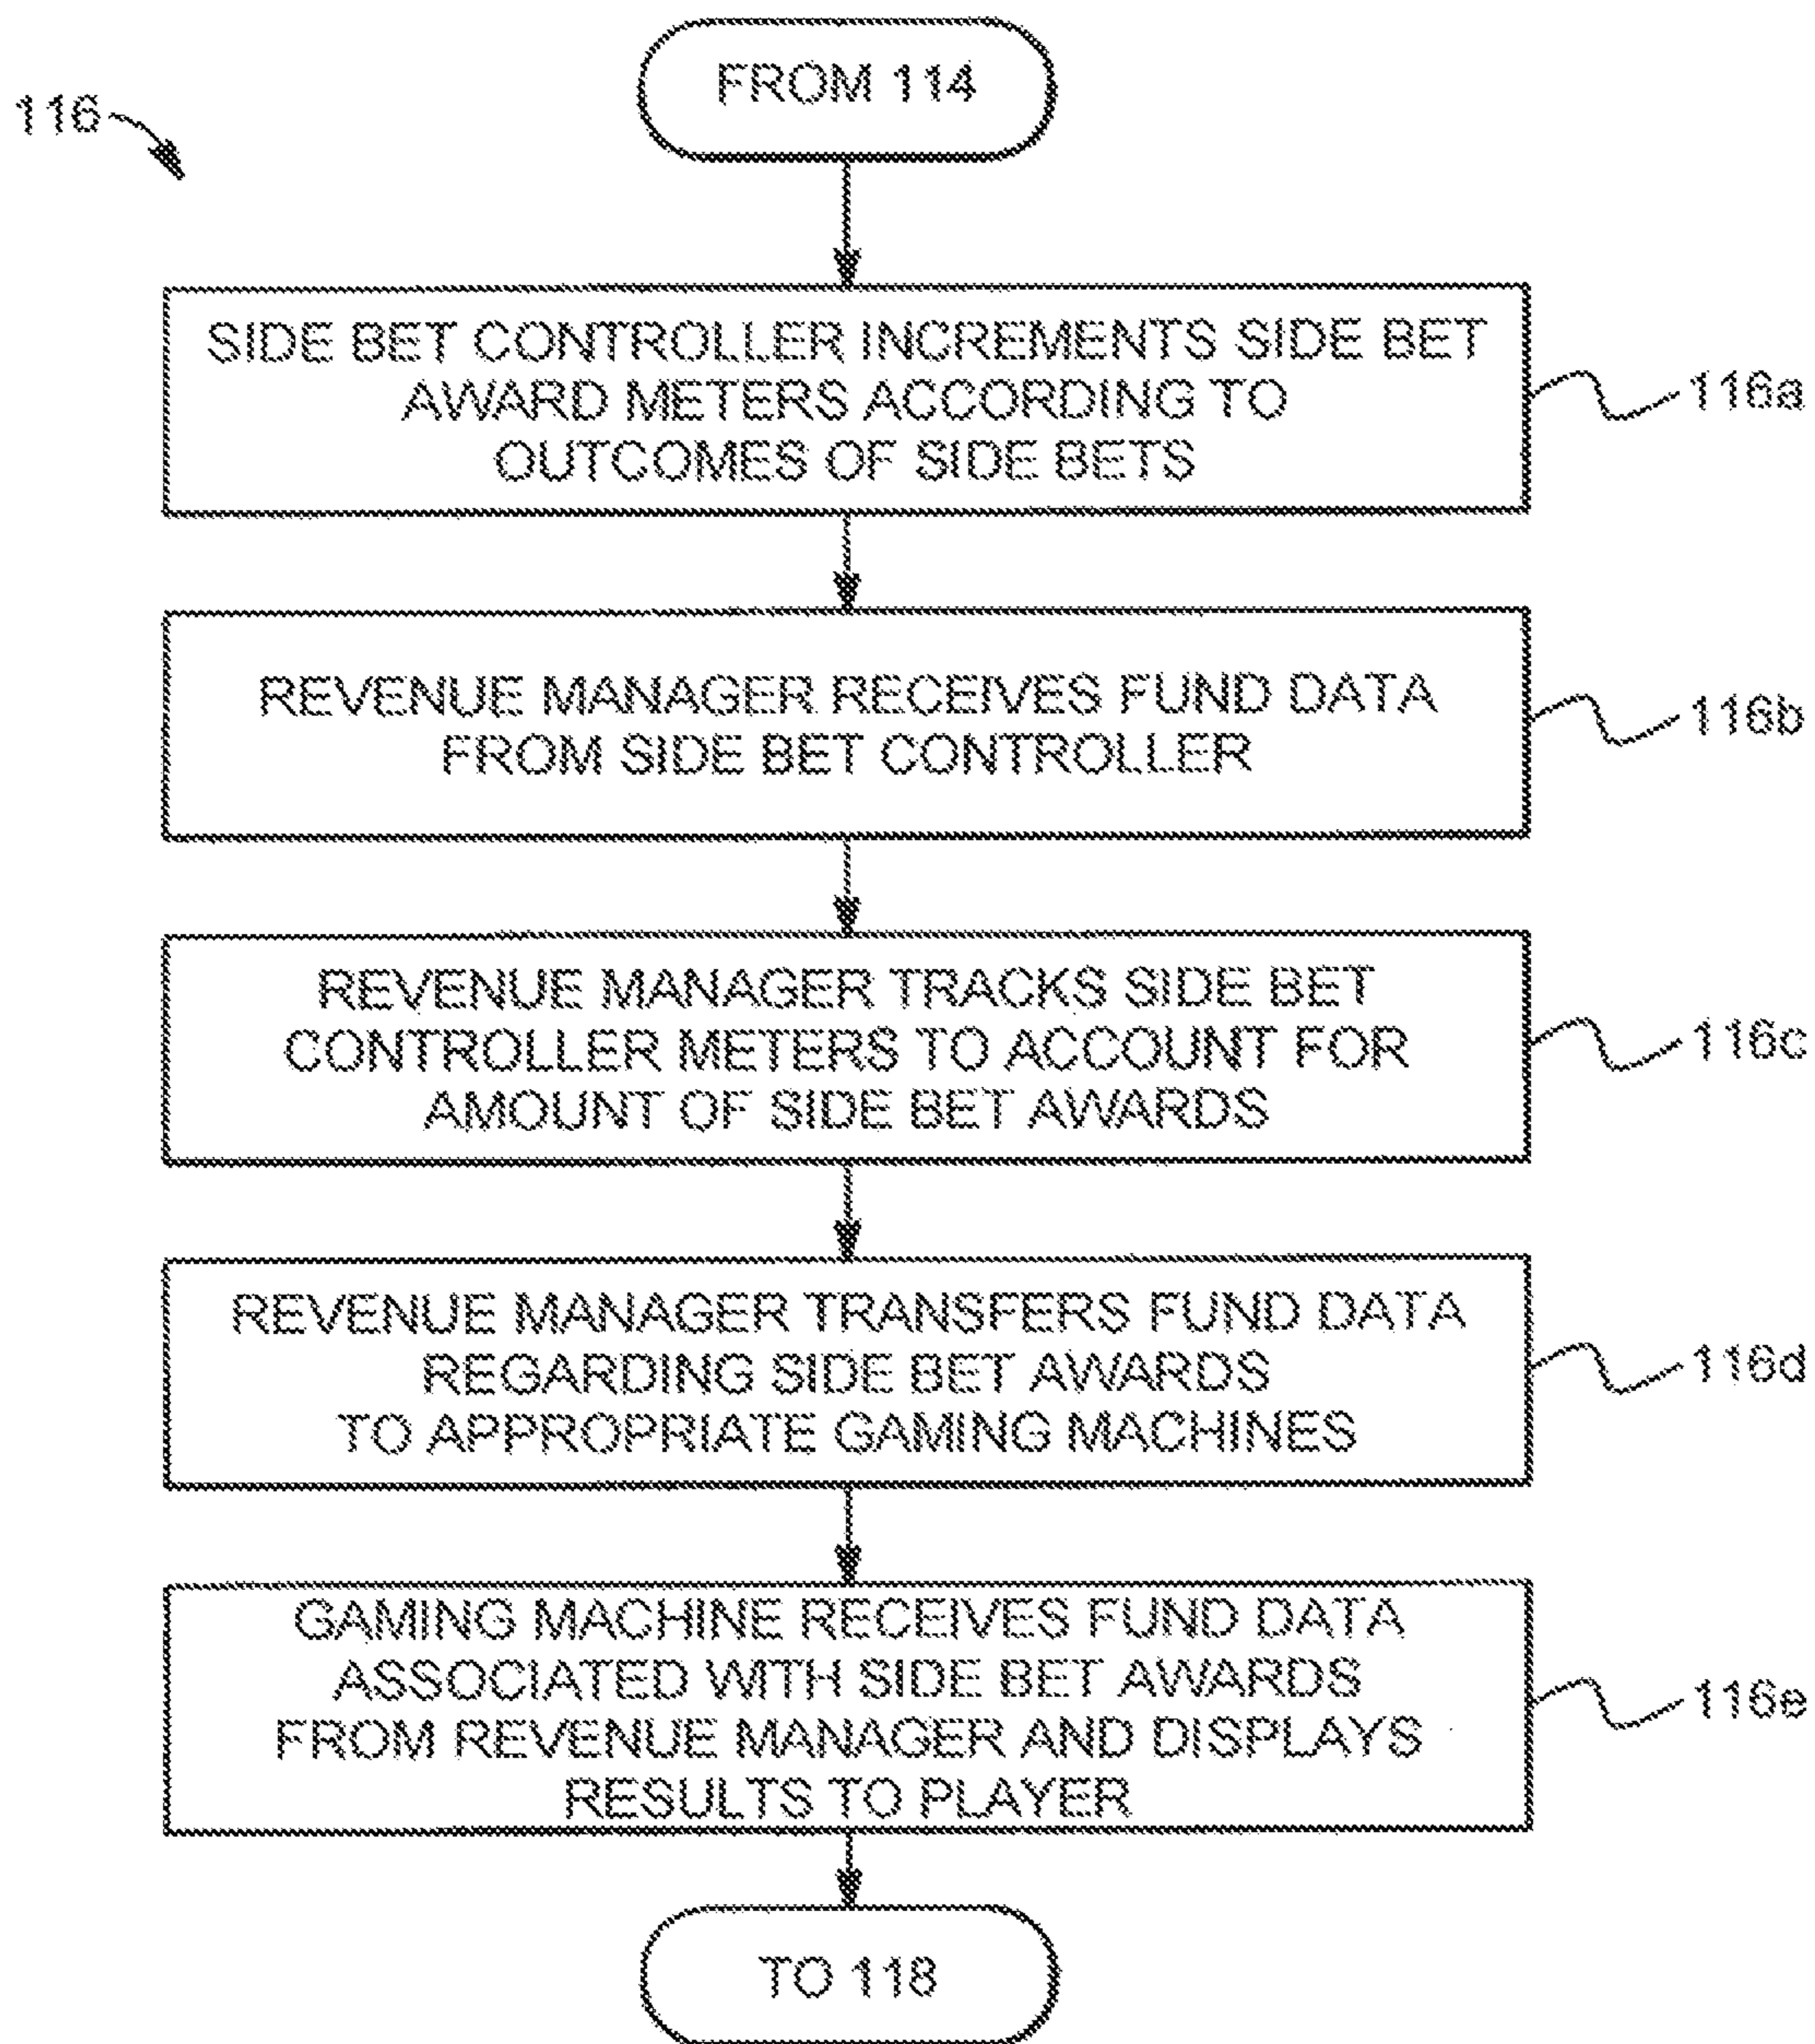 116
FROM 114
SIDE BET CONTROLLER INCREMENTS SIDE BET
AWARD METERS ACCORDING TO
OUTCOMES OF SIDE BETS
116a
REVENUE MANAGER RECEIVES FUND DATA
FROM SIDE BET CONTROLLER
116b
REVENUE MANAGER TRACKS SIDE BET
CONTROLLER METERS TO ACCOUNT FOR
AMOUNT OF SIDE BET AWARDS
116c
REVENUE MANAGER TRANSFERS FUND DATA
REGARDING SIDE BET AWARDS
TO APPROPRIATE GAMING MACHINES
116d
GAMING MACHINE RECEIVES FUND DATA
ASSOCIATED WITH SIDE BET AWARDS
FROM REVENUE MANAGER AND DISPLAYS
RESULTS TO PLAYER
116e
TO 118